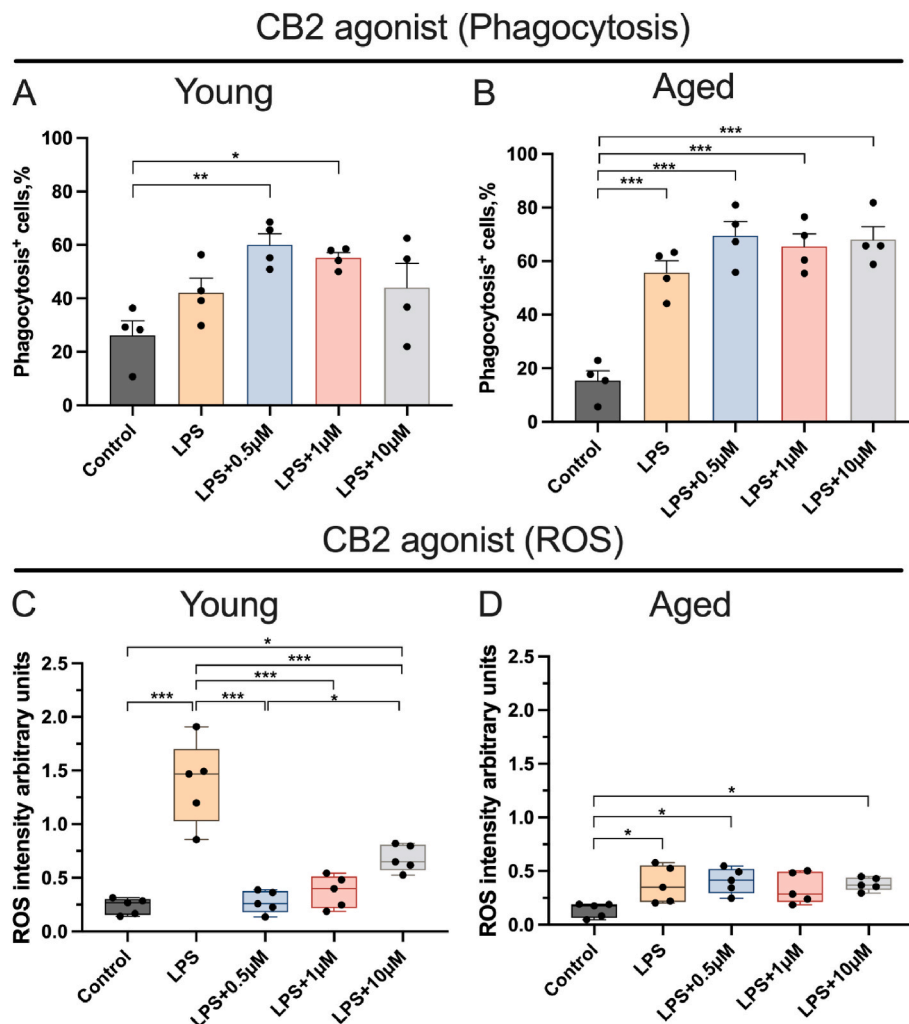 CB2 agonist (Phagocytosis)
A
Young
Phagocytosis⁺ cells,%
100
80
60
40
20
0
*
**
Control
LPS
LPS+0.5µM
LPS+1µM
LPS+10µM
B
Aged
Phagocytosis⁺ cells,%
100
80
60
40
20
0
***
***
***
***
Control
LPS
LPS+0.5µM
LPS+1µM
LPS+10µM
CB2 agonist (ROS)
C
Young
ROS intensity arbitrary units
2.5
2.0
1.5
1.0
0.5
0.0
*
***
***
***
***
*
Control
LPS
LPS+0.5µM
LPS+1µM
LPS+10µM
D
Aged
ROS intensity arbitrary units
2.5
2.0
1.5
1.0
0.5
0.0
*
*
*
Control
LPS
LPS+0.5µM
LPS+1µM
LPS+10µM